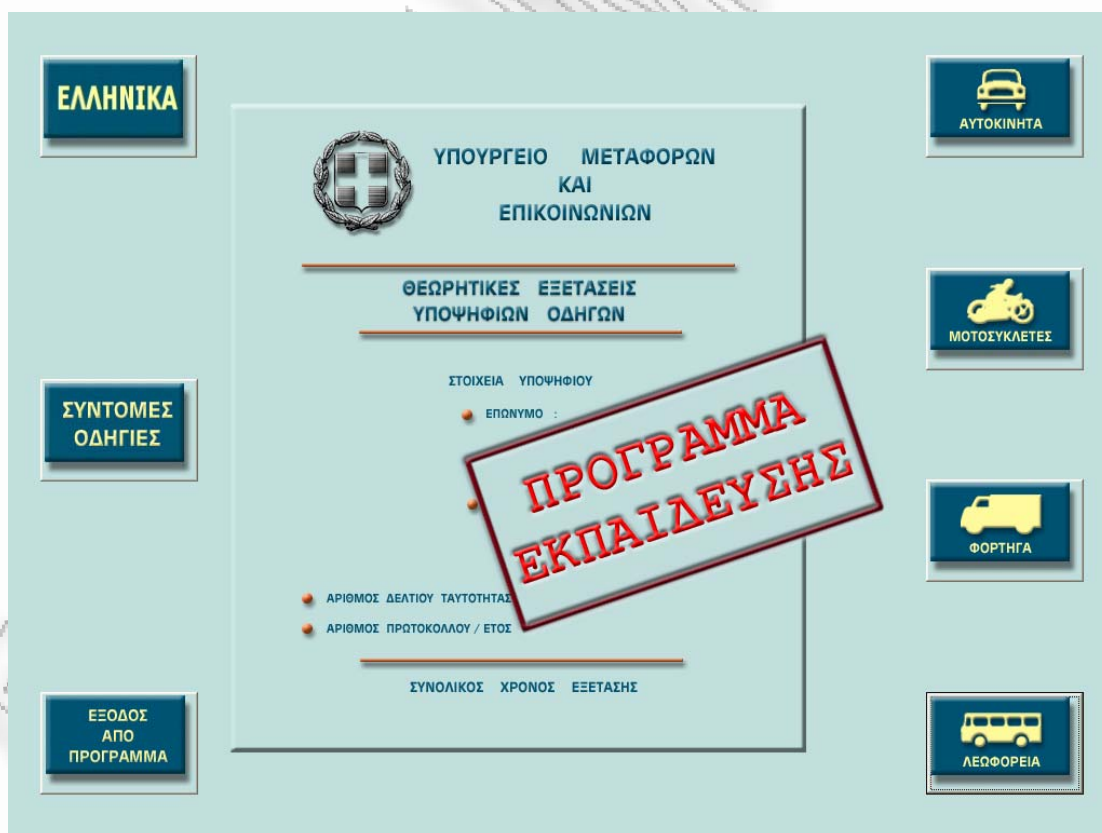 ΕΛΛΗΝΙΚΑ
ΣΥΝΤΟΜΕΣ
ΟΔΗΓΙΕΣ
ΕΞΟΔΟΣ
ΑΠΟ
ΠΡΟΓΡΑΜΜΑ
ΥΠΟΥΡΓΕΙΟ ΜΕΤΑΦΟΡΩΝ
ΚΑΙ
ΕΠΙΚΟΙΝΩΝΙΩΝ
ΘΕΩΡΗΤΙΚΕΣ ΕΞΕΤΑΣΕΙΣ
ΥΠΟΨΗΦΙΩΝ ΟΔΗΓΩΝ
ΣΤΟΙΧΕΙΑ ΥΠΟΨΗΦΙΟΥ
ΕΠΩΝΥΜΟ :
ΠΡΟΓΡΑΜΜΑ
ΕΚΠΑΙΔΕΥΣΗΣ
ΑΡΙΘΜΟΣ ΔΕΛΤΙΟΥ ΤΑΥΤΟΤΗΤΑΣ
ΑΡΙΘΜΟΣ ΠΡΩΤΟΚΟΛΛΟΥ / ΕΤΟΣ
ΣΥΝΟΛΙΚΟΣ ΧΡΟΝΟΣ ΕΞΕΤΑΣΗΣ
ΑΥΤΟΚΙΝΗΤΑ
ΜΟΤΟΣΥΚΛΕΤΕΣ
ΦΟΡΤΗΓΑ
ΛΕΩΦΟΡΕΙΑ